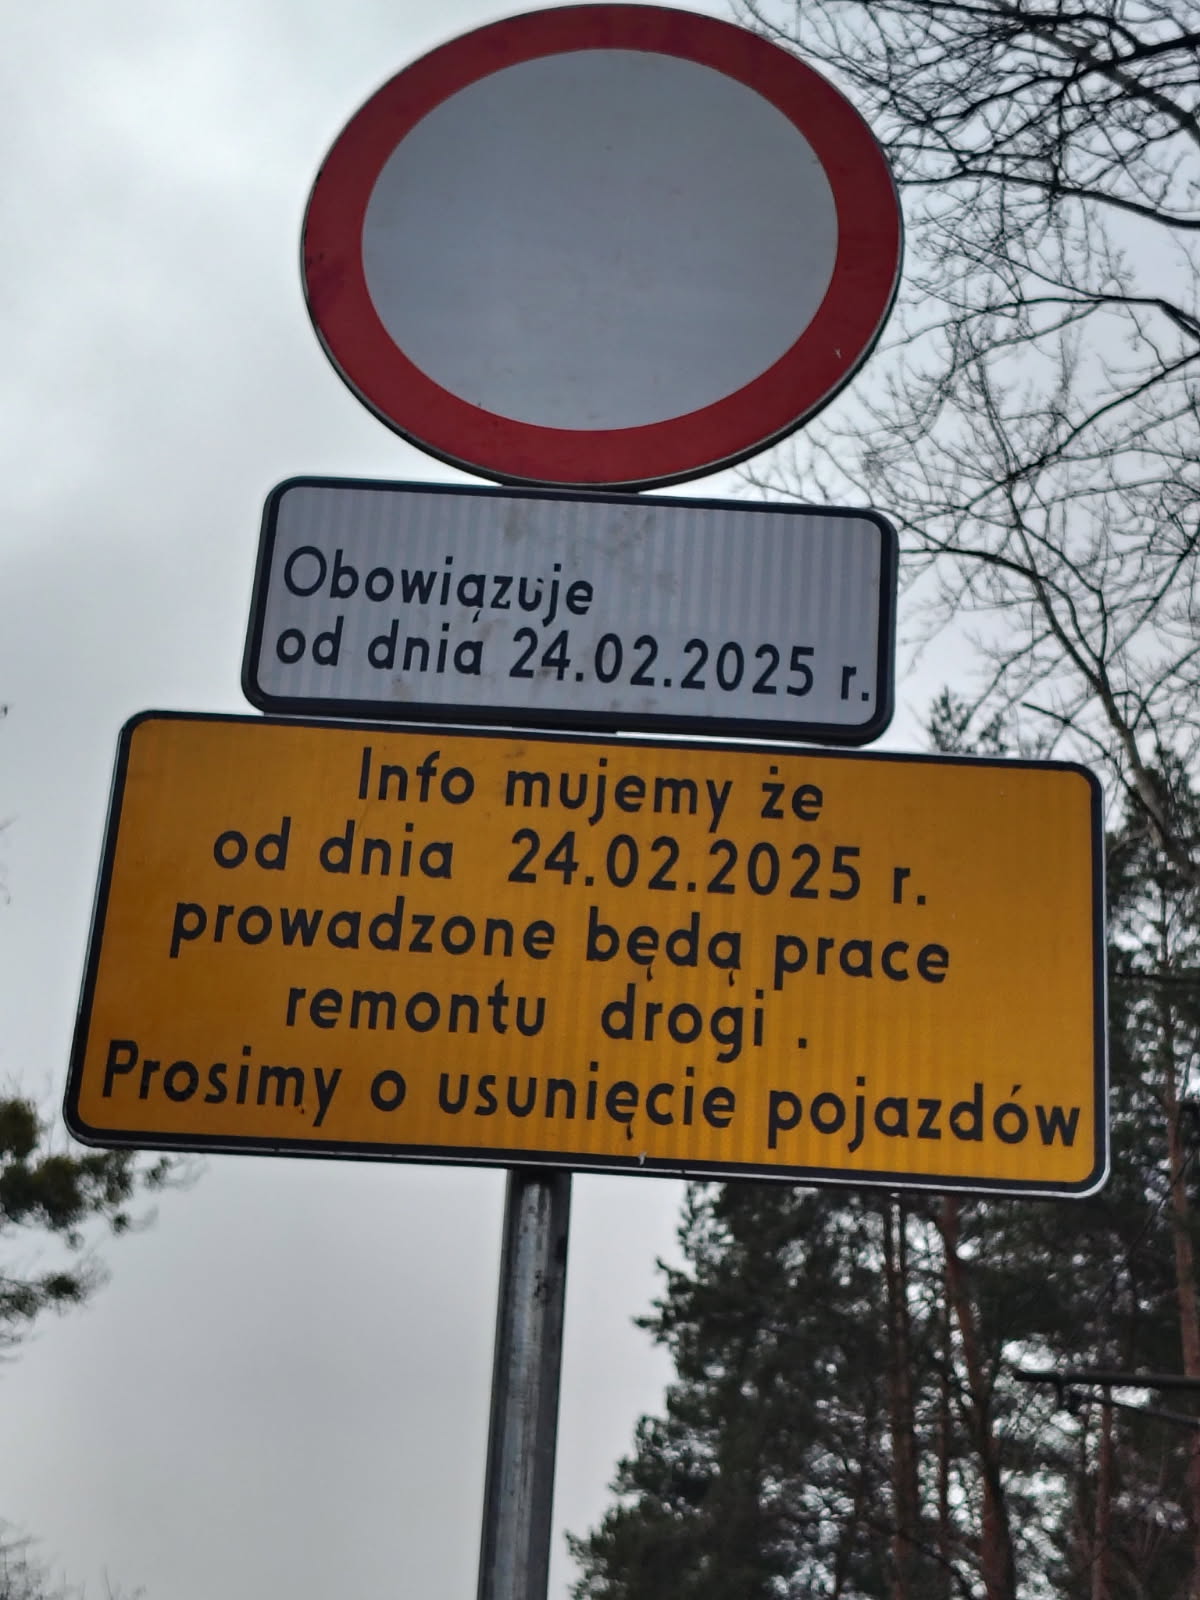 Obowiązuje
od dnia 24.02.2025 r.
Info mujemy że
od dnia 24.02.2025 r.
prowadzone będą prace
remontu drogi .
Prosimy o usunięcie pojazdów